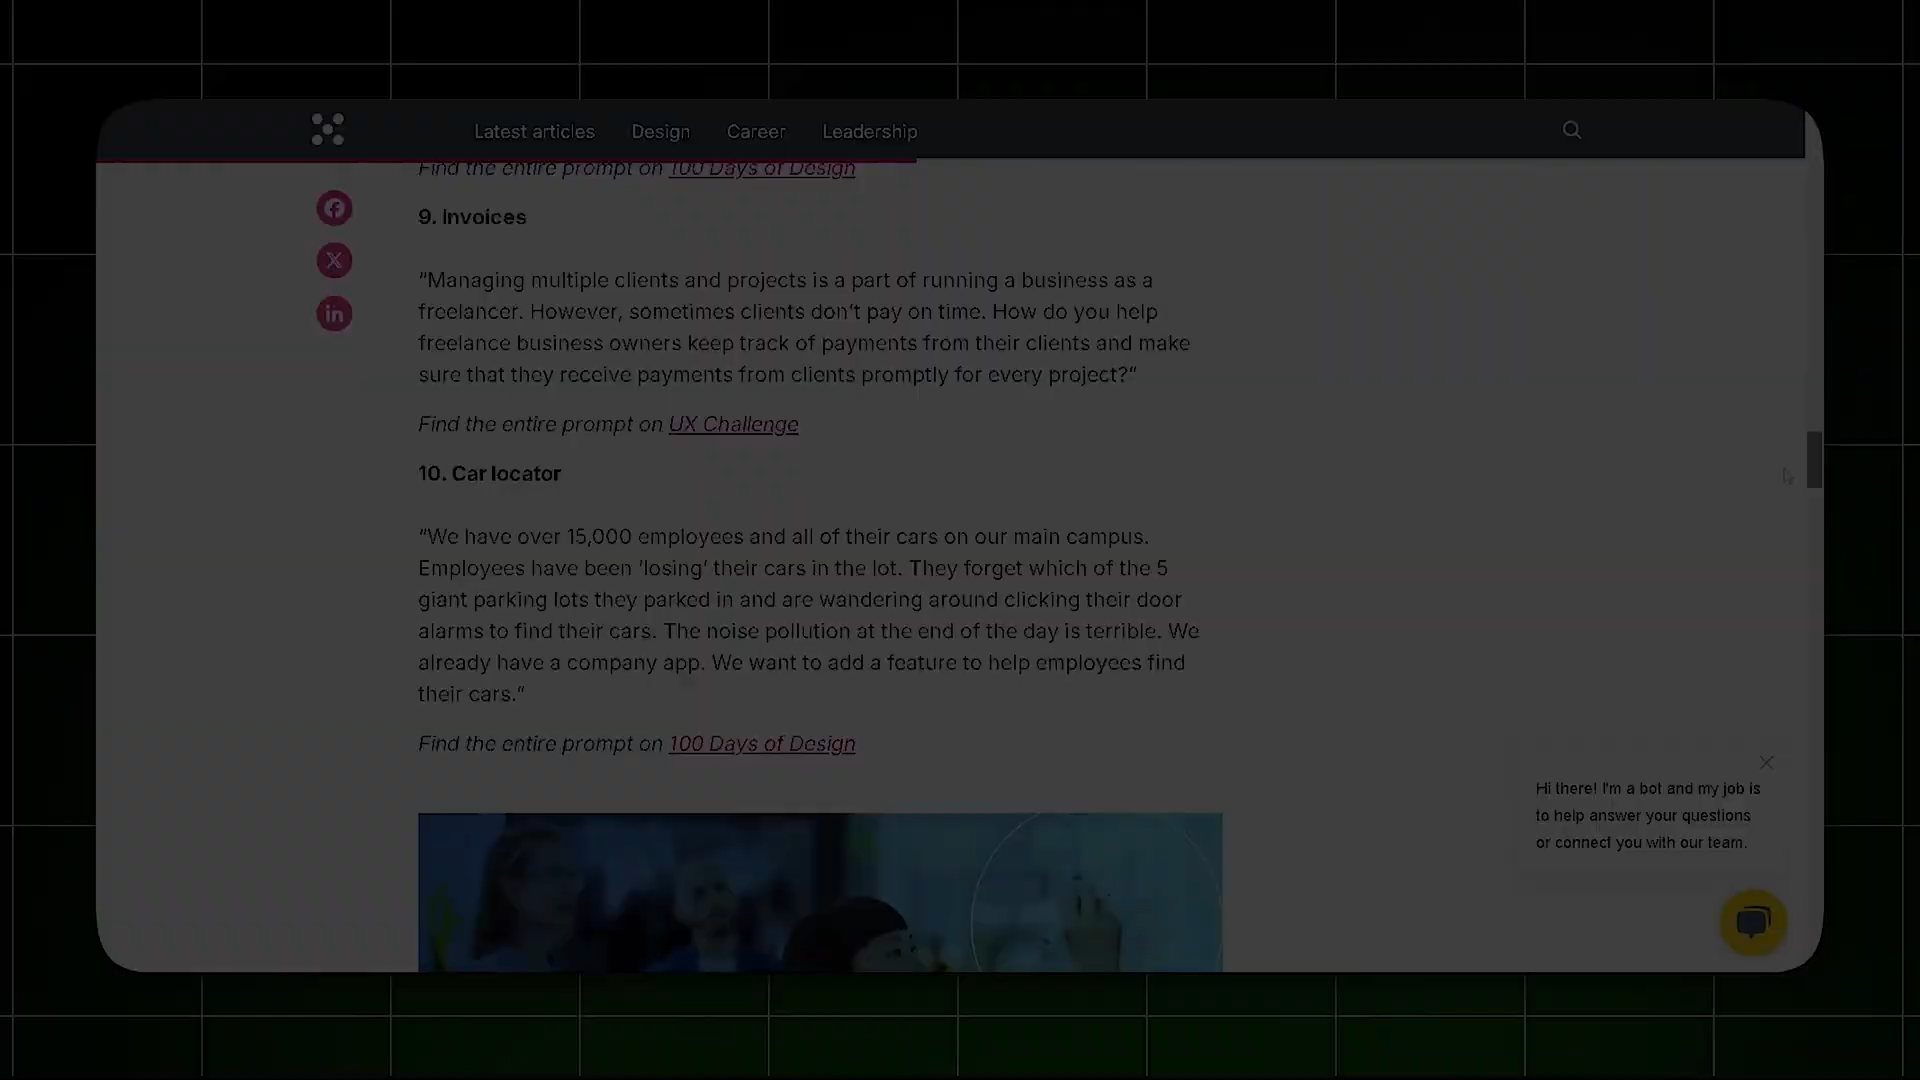 Latest articles Design Career Leadership
Find the entire prompt on 100 Days of Design
9. Invoices
“Managing multiple clients and projects is a part of running a business as a
freelancer. However, sometimes clients don’t pay on time. How do you help
freelance business owners keep track of payments from their clients and make
sure that they receive payments from clients promptly for every project?“
Find the entire prompt on UX Challenge
10. Car locator
“We have over 15,000 employees and all of their cars on our main campus.
Employees have been ‘losing’ their cars in the lot. They forget which of the 5
giant parking lots they parked in and are wandering around clicking their door
alarms to find their cars. The noise pollution at the end of the day is terrible. We
already have a company app. We want to add a feature to help employees find
their cars.“
Find the entire prompt on 100 Days of Design
Hi there! I'm a bot and my job is
to help answer your questions
or connect you with our team.